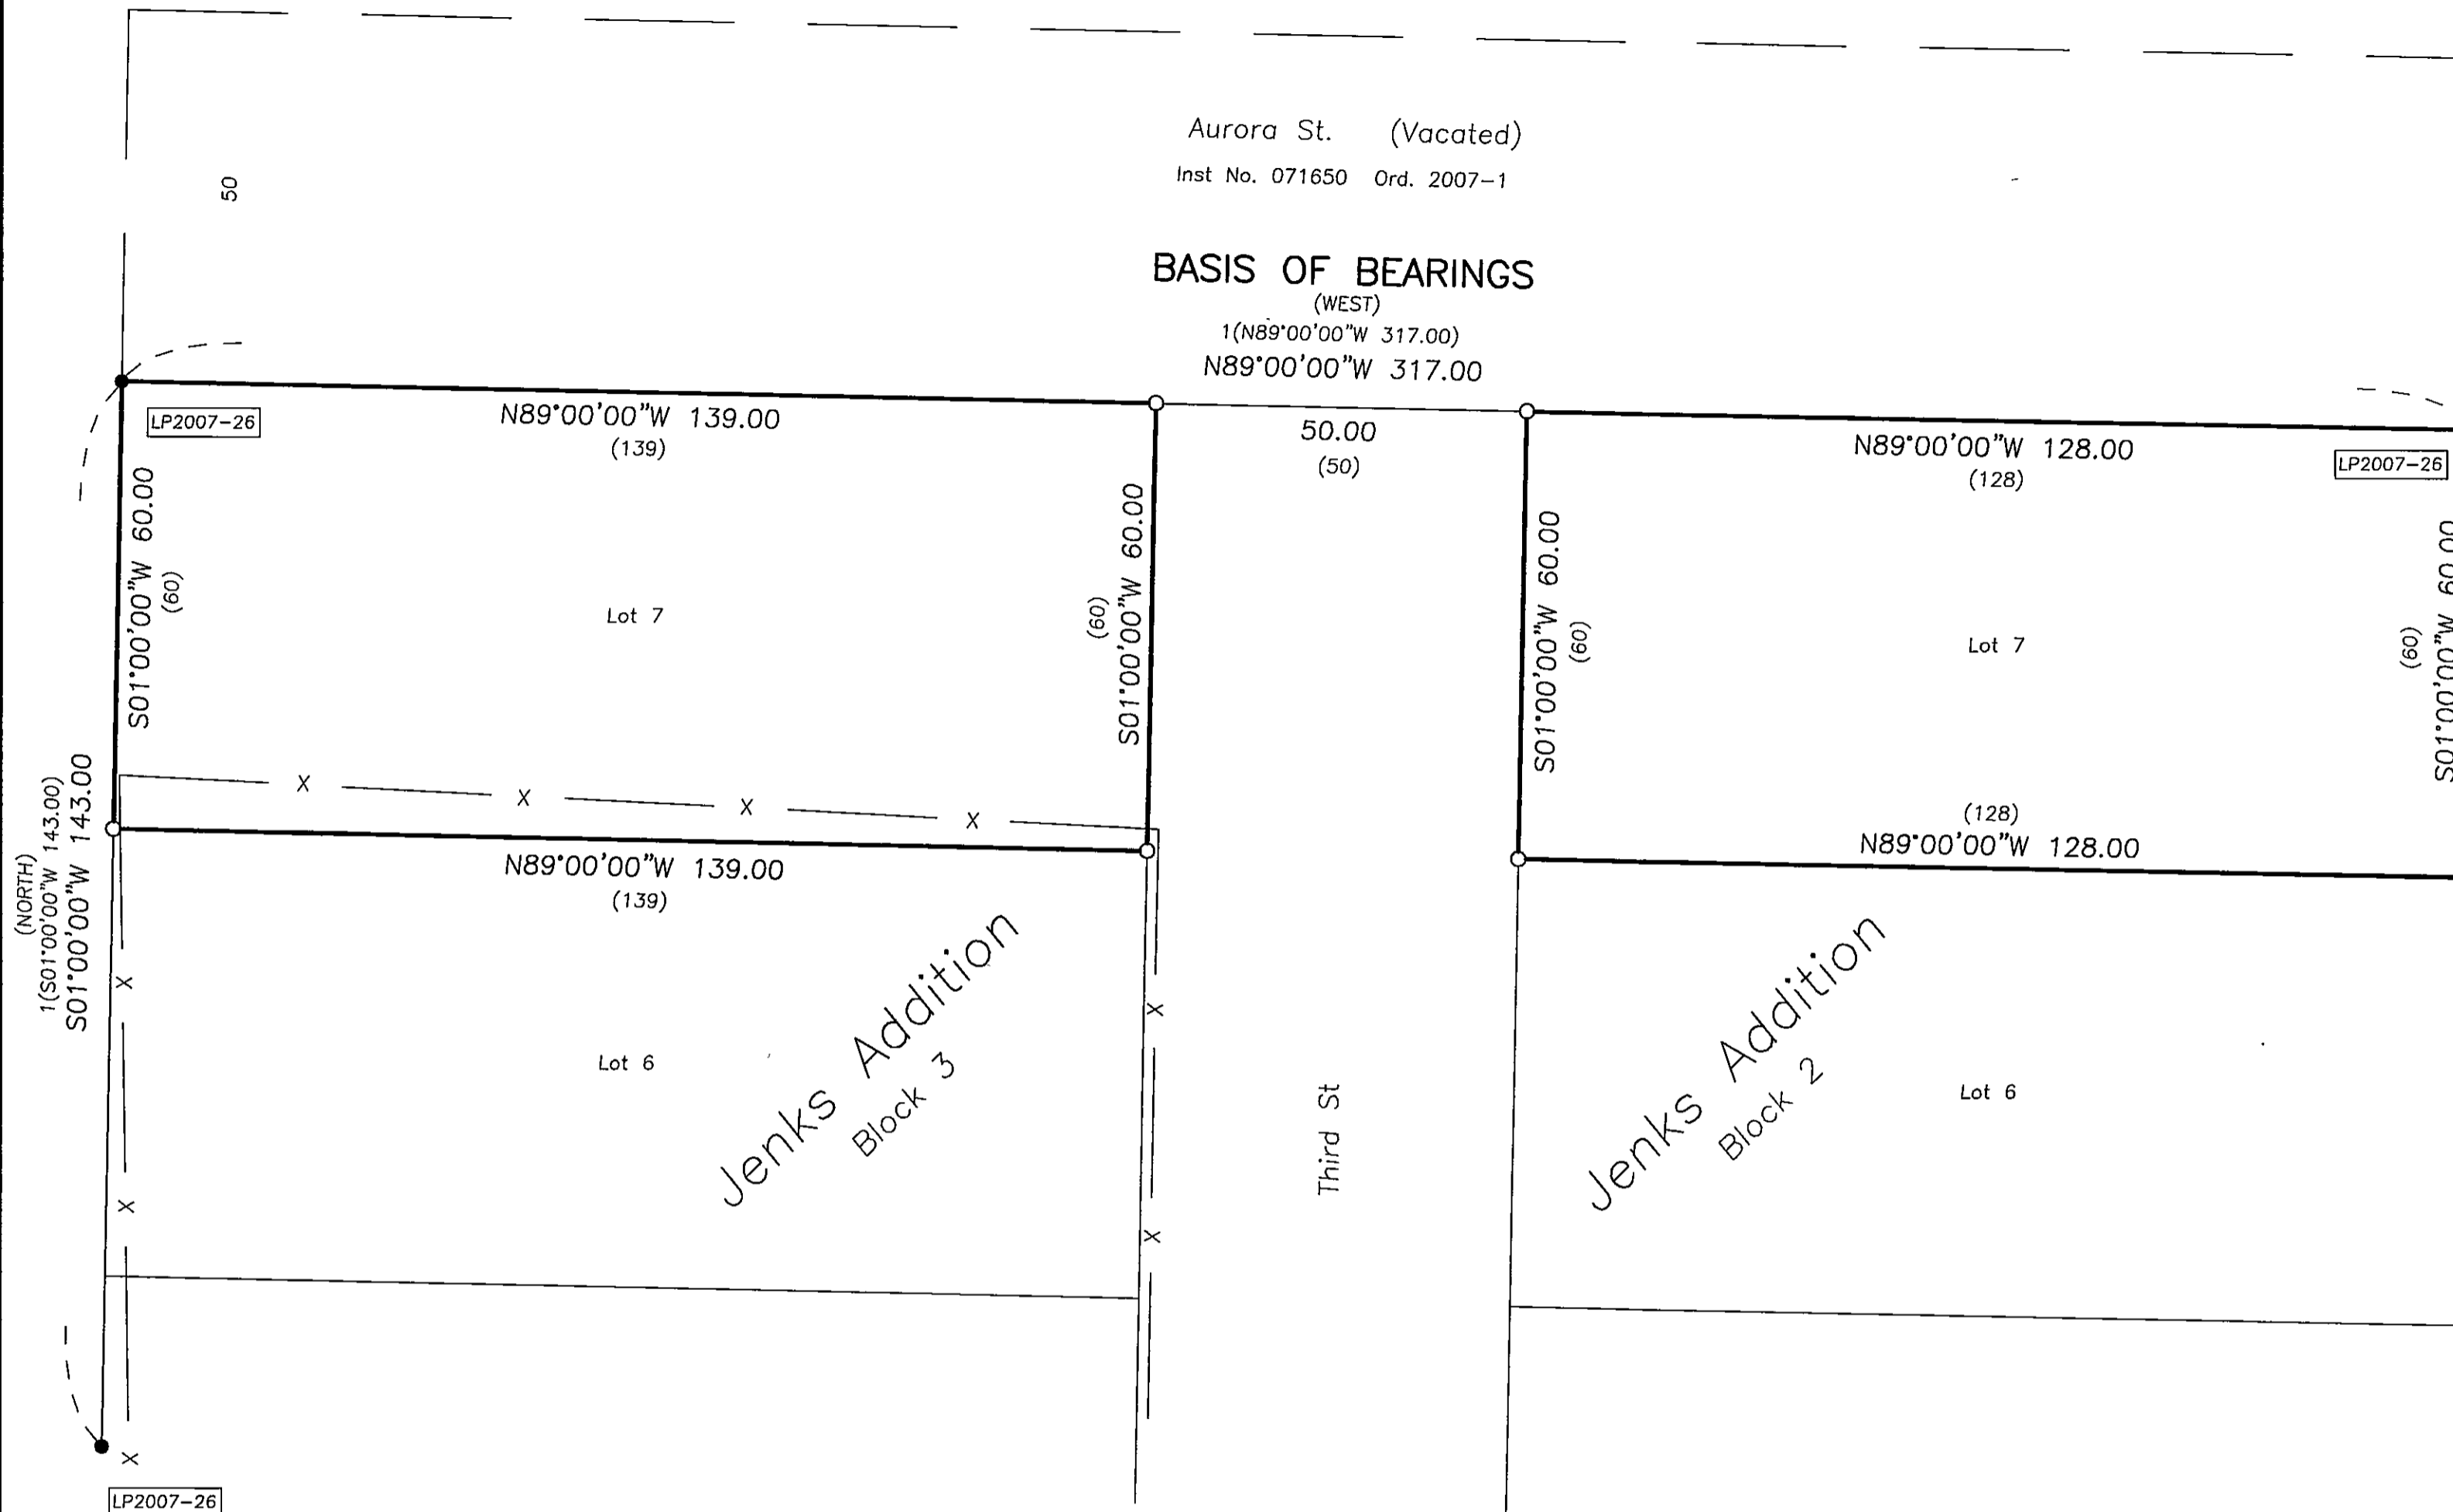 Aurora St. (Vacated)
Inst No. 071650 Ord. 2007-1
50
BASIS OF BEARINGS
(WEST)
1(N89°00'00"W 317.00)
N89°00'00"W 317.00
LP2007-26
N89°00'00"W 139.00
(139)
50.00
(50)
N89°00'00"W 128.00
(128)
LP2007-26
S01°00'00"W 60.00
(60)
Lot 7
(60)
S01°00'00"W 60.00
S01°00'00"W 60.00
(60)
Lot 7
(60)
S01°00'00"W 60.00
X X X X
(NORTH)
1(S01°00'00"W 143.00)
S01°00'00"W 143.00
N89°00'00"W 139.00
(139)
(128)
N89°00'00"W 128.00
X
X
X
X
X
Lot 6
Jenks Addition
Block 3
Third St
Jenks Addition
Block 2
Lot 6
LP2007-26